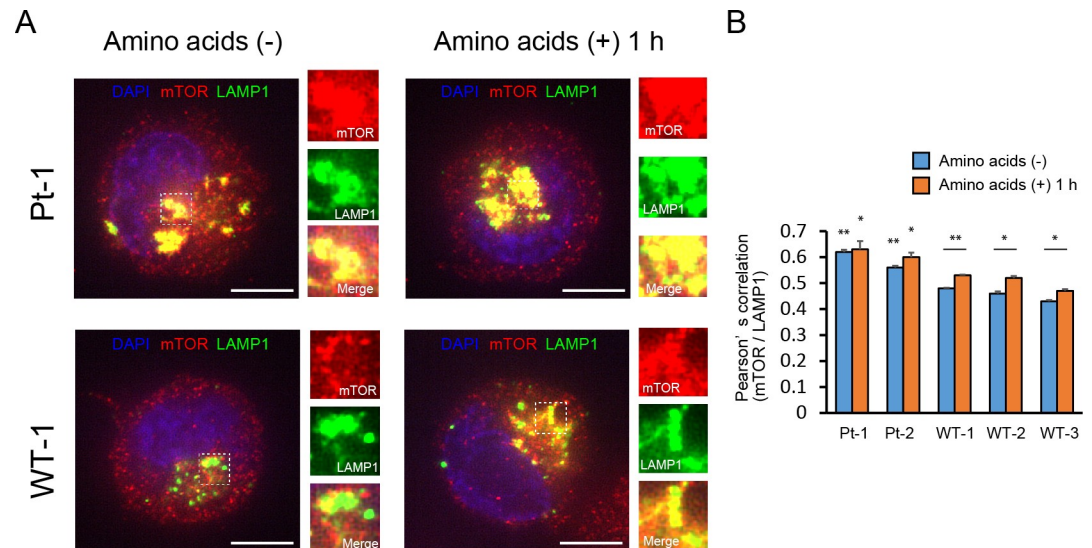 A
B
Amino acids (-)
Amino acids (+) 1 h
Pt-1
DAPI mTOR LAMP1
mTOR
LAMP1
Merge
DAPI mTOR LAMP1
mTOR
LAMP1
Merge
WT-1
DAPI mTOR LAMP1
mTOR
LAMP1
Merge
DAPI mTOR LAMP1
mTOR
LAMP1
Merge
Amino acids (-)
Amino acids (+) 1 h
Pearson’ s correlation
(mTOR / LAMP1)
0.7
0.6
0.5
0.4
0.3
0.2
0.1
0
** * ** * ** * *
Pt-1 Pt-2 WT-1 WT-2 WT-3